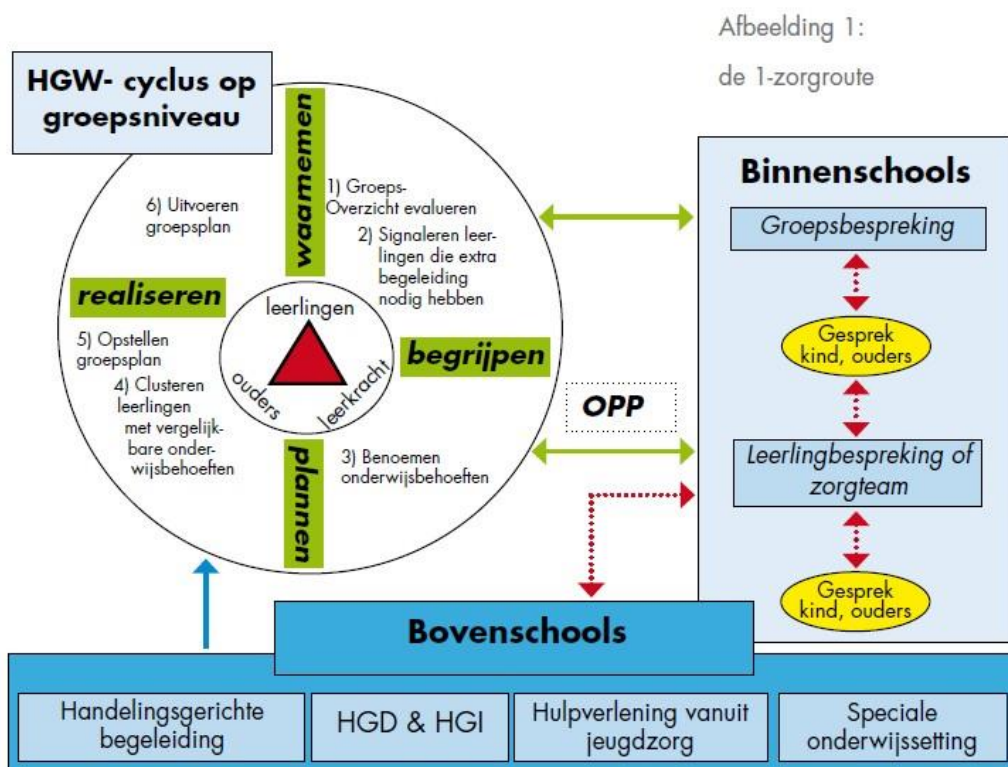 Afbeelding 1:
de 1-zorgroute
HGW- cyclus op
groepsniveau
waarnemen
1) Groeps-
Overzicht evalueren
2) Signaleren leer-
lingen die extra
begeleiding
nodig hebben
begrijpen
3) Benoemen
onderwijsbehoeften
plannen
4) Clusteren
leerlingen
met vergelijk-
bare onder-
wijsbehoeften
5) Opstellen
groepsplan
realiseren
6) Uitvoeren
groepsplan
leerlingen
ouders
leerkracht
OPP
Binnenschools
Groepsbespreking
Gesprek
kind, ouders
Leerlingbespreking of
zorgteam
Gesprek
kind, ouders
Bovenschools
Handelingsgerichte
begeleiding
HGD & HGI
Hulpverlening vanuit
jeugdzorg
Speciale
onderwijssetting